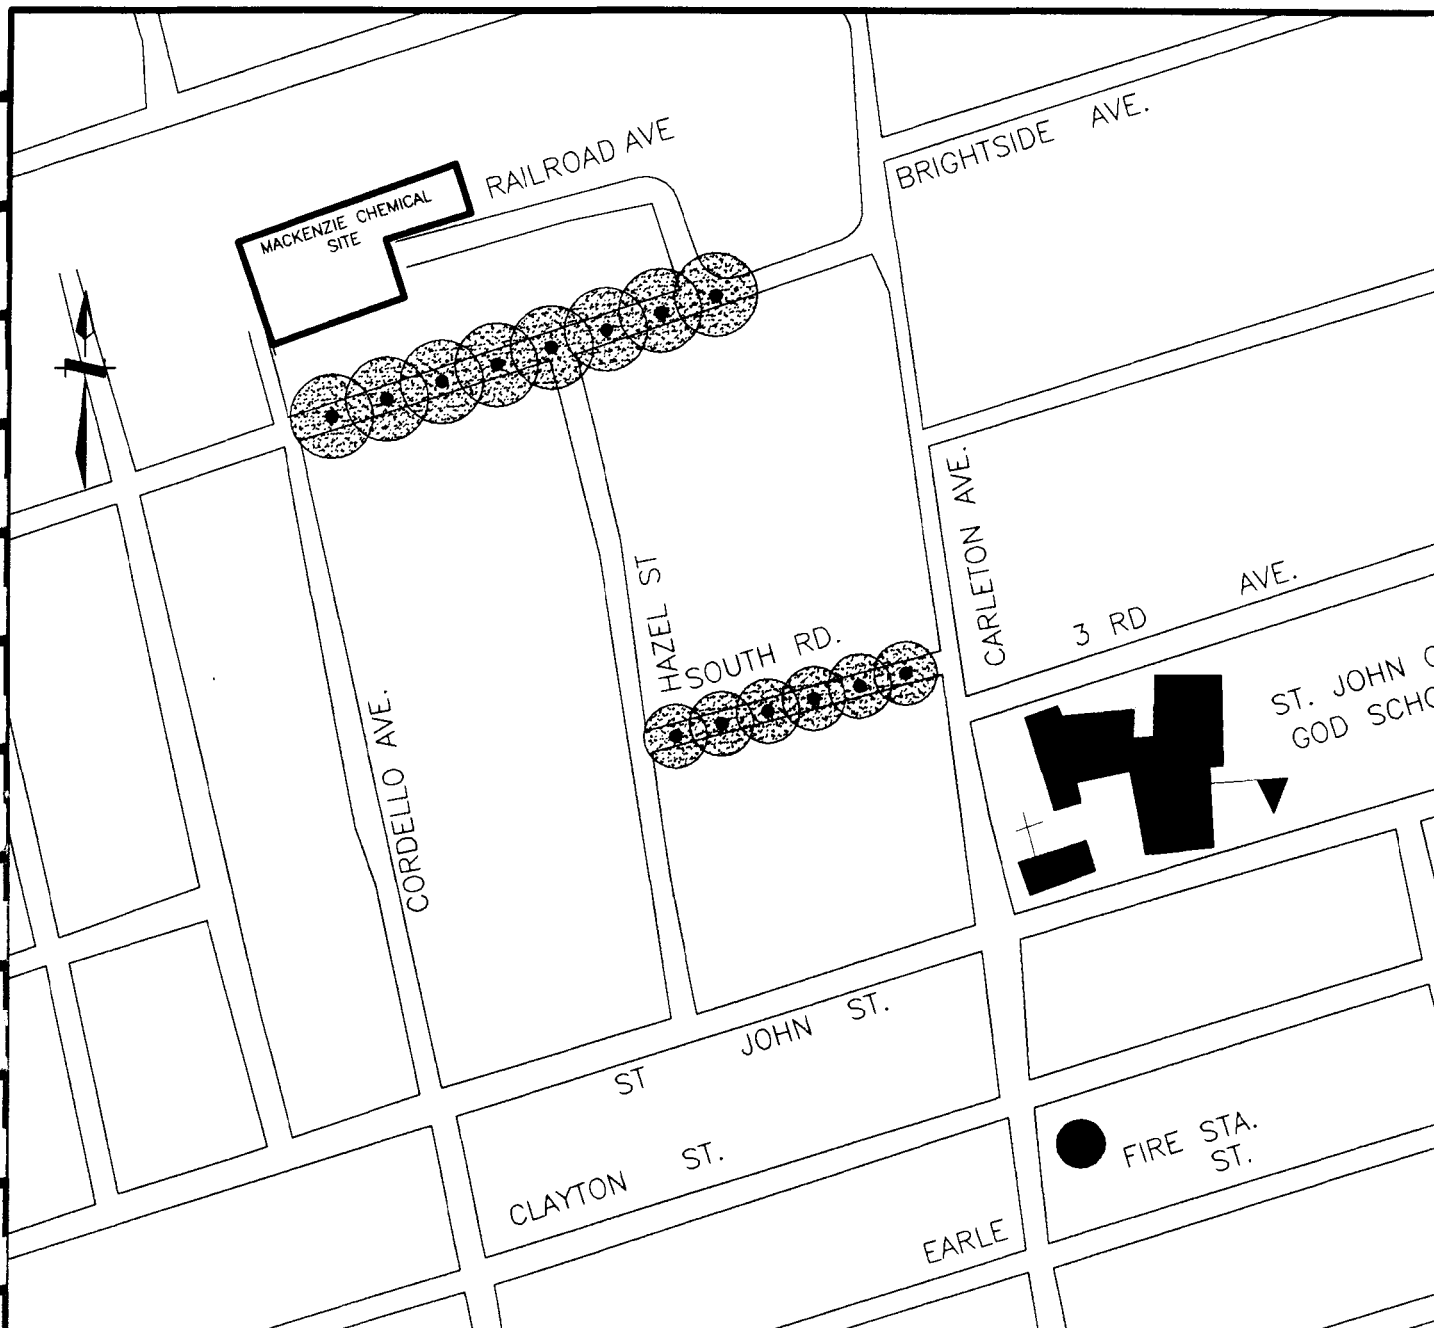 BRIGHTSIDE AVE.
RAILROAD AVE
MACKENZIE CHEMICAL
SITE
CARLETON AVE.
3 RD AVE.
HAZEL ST
SOUTH RD.
ST. JOHN
GOD
CORDELLO AVE.
ST JOHN ST.
CLAYTON ST.
FIRE STA.
EARLE ST.